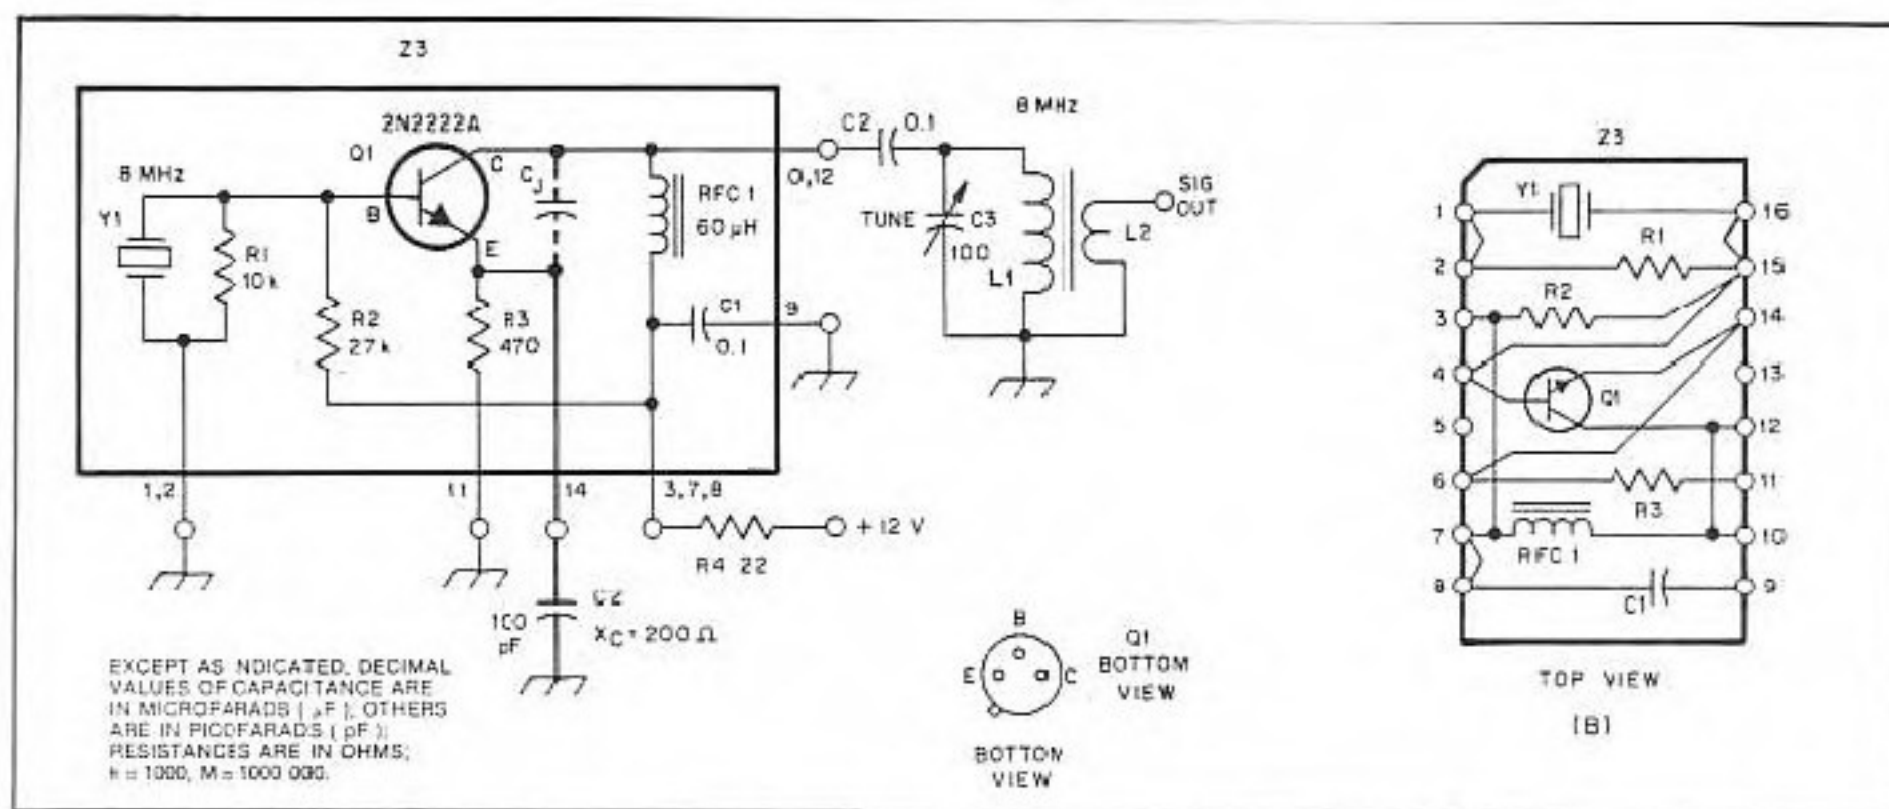 Z3
2N2222A
Q1
C
B
E
CJ
8 MHz
Y1
R1
10k
R2
27k
R3
470
RFC 1
60 µH
C1
0.1
9
1,2
11
14
3,7,8
+12 V
R4 22
C2
100
pF
XC = 200 Ω
C2 0.1
8 MHz
TUNE
C3
100
L1
L2
SIG
OUT
EXCEPT AS NDICATED, DECIMAL
VALUES OF CAPACITANCE ARE
IN MICROFARADS ( µF ); OTHERS
ARE IN PICOFARADS ( pF );
RESISTANCES ARE IN OHMS;
k = 1000, M = 1000 000.
B
E
C
Q1
BOTTOM
VIEW
BOTTOM
VIEW
Z3
1
Y1
16
2
R1
15
3
R2
14
4
Q1
13
5
12
6
R3
11
7
RFC 1
10
8
C1
9
TOP VIEW
(B)